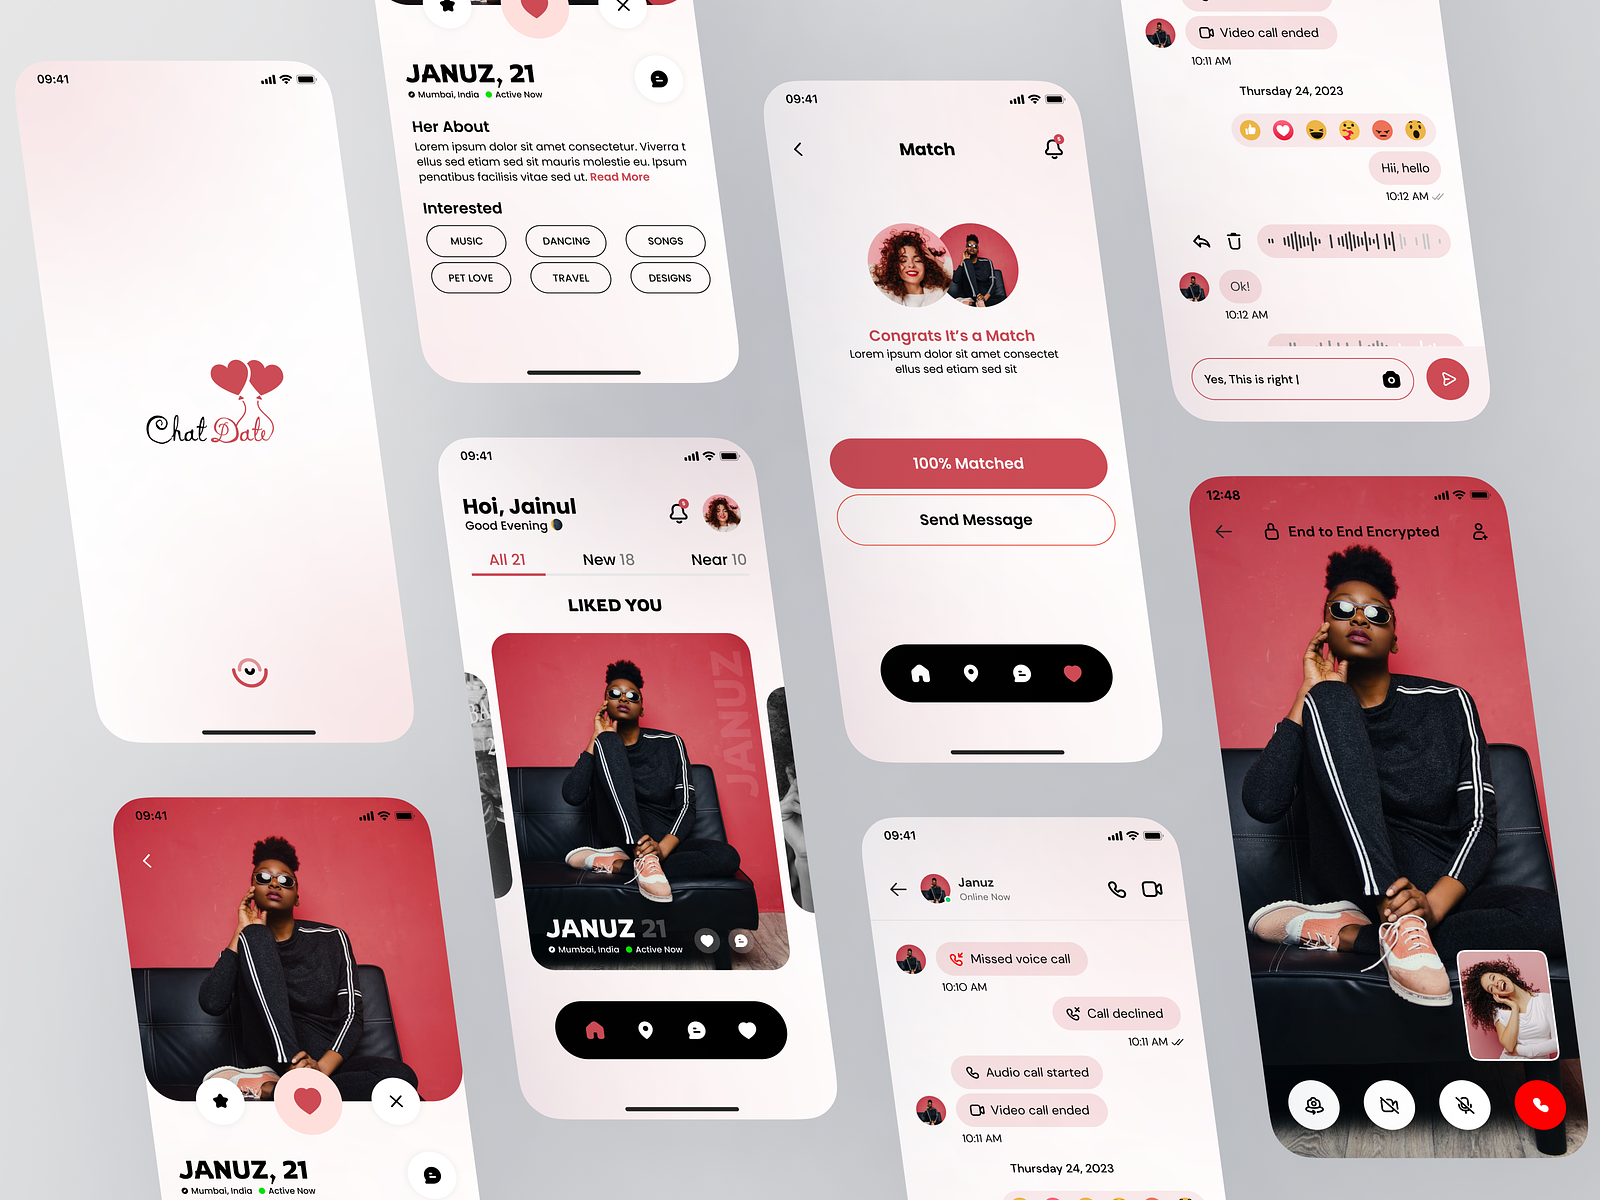 09:41
Chat Date
JANUZ, 21
Mumbai, India Active Now
Her About
Lorem ipsum dolor sit amet consectetur. Viverra t
ellus sed etiam sed sit mauris molestie eu. Ipsum
penatibus facilisis vitae sed ut. Read More
Interested
MUSIC DANCING SONGS
PET LOVE TRAVEL DESIGNS
09:41
Match
Congrats It's a Match
Lorem ipsum dolor sit amet consectet
ellus sed etiam sed sit
100% Matched
Send Message
Video call ended
10:11 AM
Thursday 24, 2023
Hii, hello
10:12 AM
Ok!
10:12 AM
Yes, This is right |
09:41
Hoi, Jainul
Good Evening
All 21 New 18 Near 10
LIKED YOU
JANUZ
JANUZ 21
Mumbai, India Active Now
12:48
End to End Encrypted
09:41
JANUZ, 21
Mumbai, India Active Now
09:41
Januz
Online Now
Missed voice call
10:10 AM
Call declined
10:11 AM
Audio call started
Video call ended
10:11 AM
Thursday 24, 2023